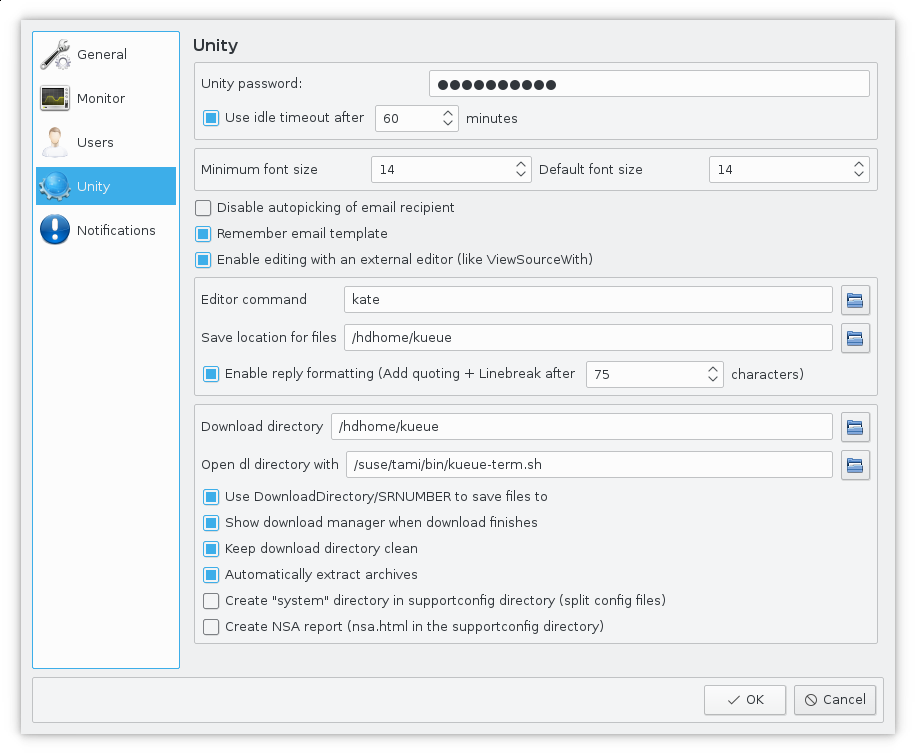 General
Monitor
Users
Unity
Notifications
Unity
Unity password: ●●●●●●●●●●
Use idle timeout after 60 minutes
Minimum font size 14 Default font size 14
Disable autopicking of email recipient
Remember email template
Enable editing with an external editor (like ViewSourceWith)
Editor command kate
Save location for files /hdhome/kueue
Enable reply formatting (Add quoting + Linebreak after 75 characters)
Download directory /hdhome/kueue
Open dl directory with /suse/tami/bin/kueue-term.sh
Use DownloadDirectory/SRNUMBER to save files to
Show download manager when download finishes
Keep download directory clean
Automatically extract archives
Create "system" directory in supportconfig directory (split config files)
Create NSA report (nsa.html in the supportconfig directory)
OK Cancel